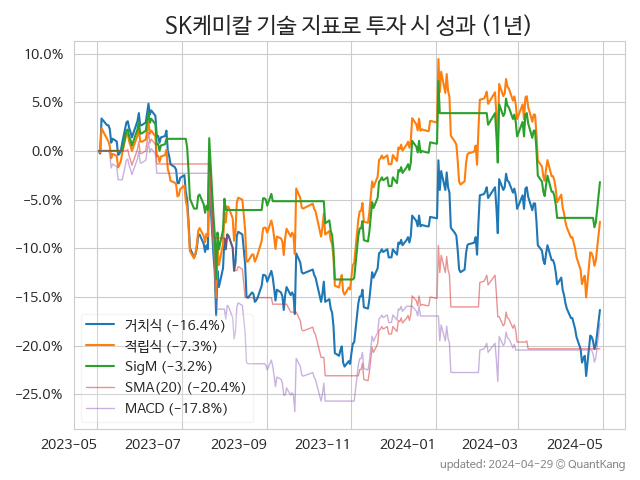 SK케미칼 기술 지표로 투자 시 성과 (1년)
10.0%
5.0%
0.0%
−5.0%
−10.0%
−15.0%
−20.0%
−25.0%
거치식 (−16.4%)
적립식 (−7.3%)
SigM (−3.2%)
SMA(20) (−20.4%)
MACD (−17.8%)
2023-05 2023-07 2023-09 2023-11 2024-01 2024-03 2024-05
updated: 2024-04-29 © QuantKang